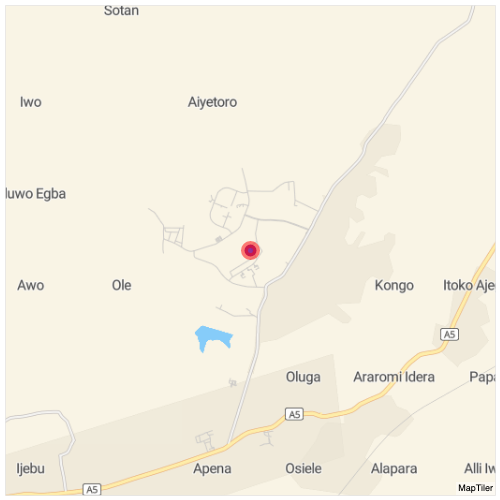 Sotan
Iwo
Aiyetoro
luwo Egba
Awo
Ole
Kongo
Itoko Aje
A5
Oluga
Araromi Idera
Papa
A5
Ijebu
Apena
Osiele
Alapara
Alli Iw
A5
MapTiler